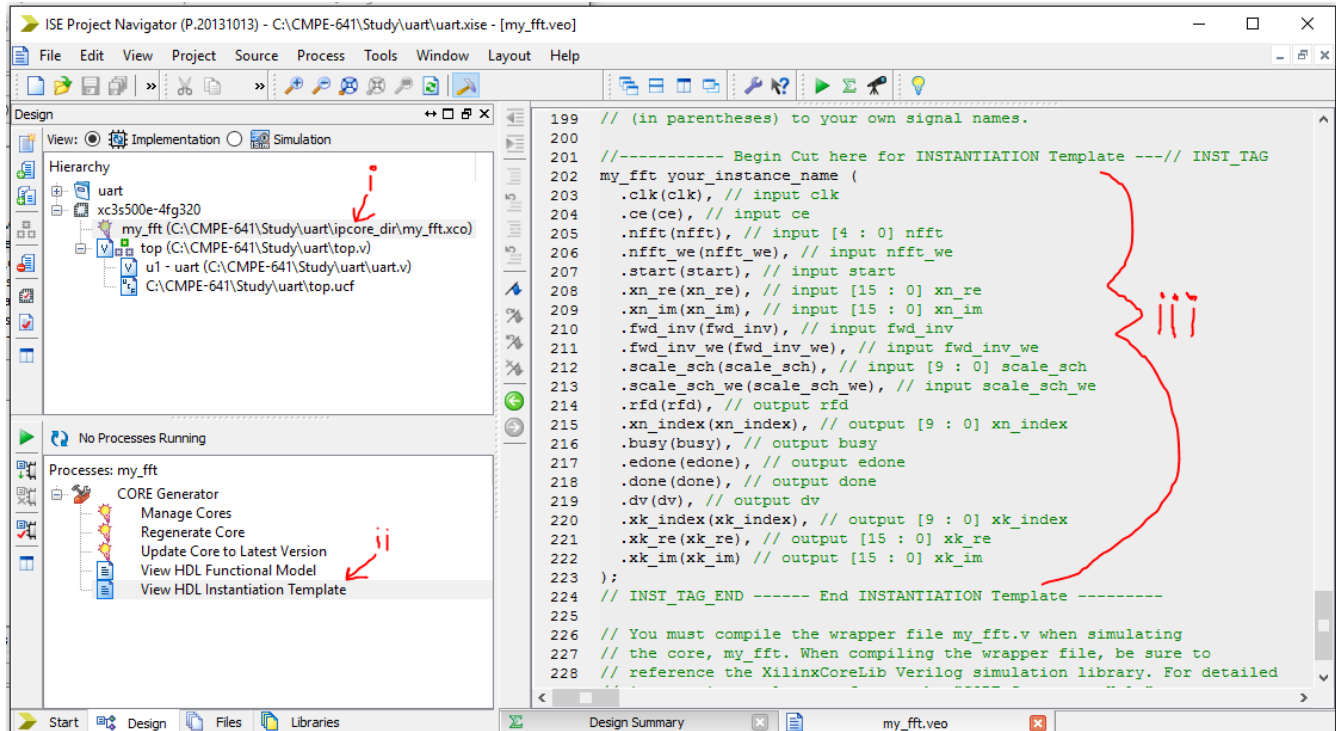 ISE Project Navigator (P.20131013) - C:\CMPE-641\Study\uart\uart.xise - [my_fft.veo]
File Edit View Project Source Process Tools Window Layout Help
Design
View: Implementation Simulation
Hierarchy
uart
xc3s500e-4fg320
my_fft (C:\CMPE-641\Study\uart\ipcore_dir\my_fft.xco)
top (C:\CMPE-641\Study\uart\top.v)
u1 - uart (C:\CMPE-641\Study\uart\uart.v)
C:\CMPE-641\Study\uart\top.ucf
i
No Processes Running
Processes: my_fft
CORE Generator
Manage Cores
Regenerate Core
Update Core to Latest Version
View HDL Functional Model
View HDL Instantiation Template
ii
Start Design Files Libraries
199 // (in parentheses) to your own signal names.
200
201 //----------- Begin Cut here for INSTANTIATION Template ---// INST_TAG
202 my_fft your_instance_name (
203 .clk(clk), // input clk
204 .ce(ce), // input ce
205 .nfft(nfft), // input [4 : 0] nfft
206 .nfft_we(nfft_we), // input nfft_we
207 .start(start), // input start
208 .xn_re(xn_re), // input [15 : 0] xn_re
209 .xn_im(xn_im), // input [15 : 0] xn_im
210 .fwd_inv(fwd_inv), // input fwd_inv
211 .fwd_inv_we(fwd_inv_we), // input fwd_inv_we
212 .scale_sch(scale_sch), // input [9 : 0] scale_sch
213 .scale_sch_we(scale_sch_we), // input scale_sch_we
214 .rfd(rfd), // output rfd
215 .xn_index(xn_index), // output [9 : 0] xn_index
216 .busy(busy), // output busy
217 .edone(edone), // output edone
218 .done(done), // output done
219 .dv(dv), // output dv
220 .xk_index(xk_index), // output [9 : 0] xk_index
221 .xk_re(xk_re), // output [15 : 0] xk_re
222 .xk_im(xk_im) // output [15 : 0] xk_im
223 );
224 // INST_TAG_END ------ End INSTANTIATION Template ---------
225
226 // You must compile the wrapper file my_fft.v when simulating
227 // the core, my_fft. When compiling the wrapper file, be sure to
228 // reference the XilinxCoreLib Verilog simulation library. For detailed
iii
Design Summary my_fft.veo